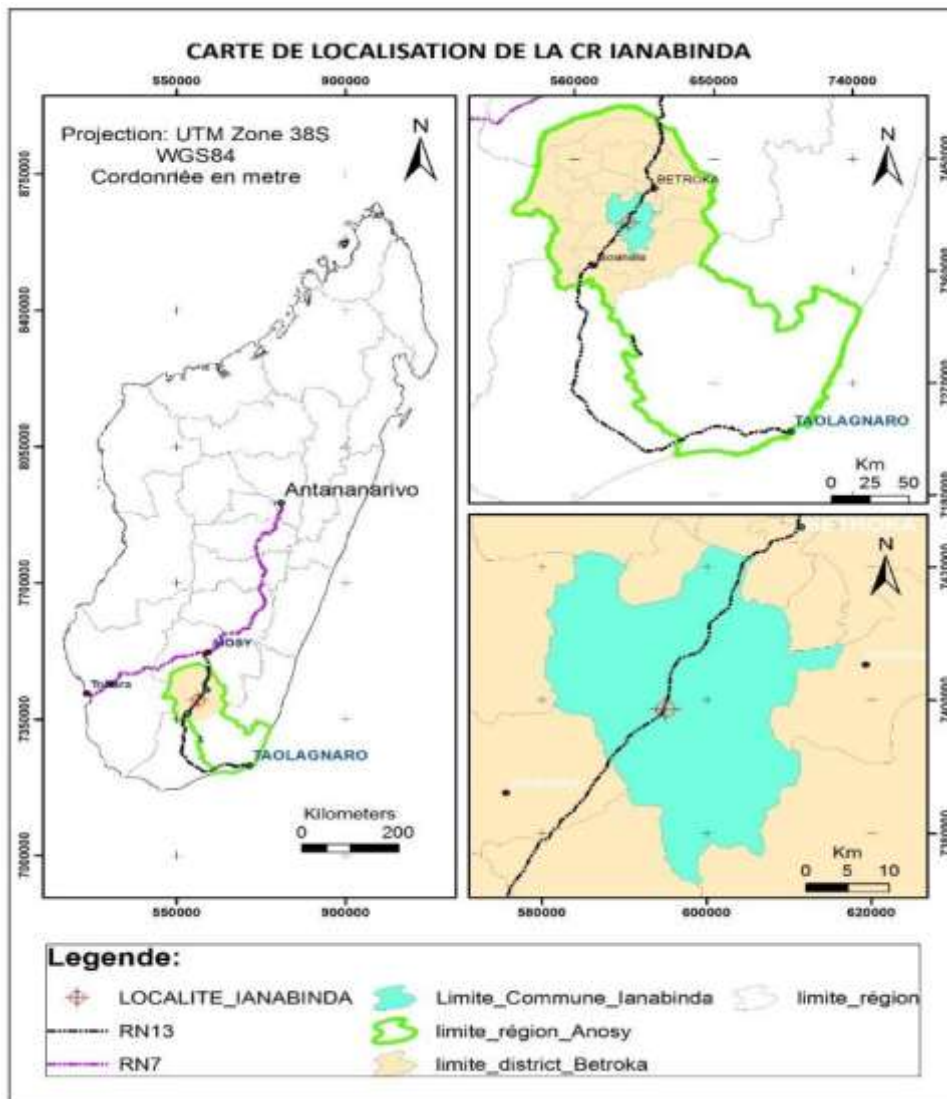 CARTE DE LOCALISATION DE LA CR IANABINDA
550000 900000
Projection: UTM Zone 38S
WGS84
Cordonnée en metre
N
8750000
8400000
8050000
7700000
7350000
7000000
Antananarivo
TAOLAGNARO
Kilometers
0 200
550000 900000
560000 650000 740000
N
BETROKA
TAOLAGNARO
Km
0 25 50
7270000
BETROKA
N
7400000
Km
0 5 10
580000 600000 620000
Legende:
LOCALITE_IANABINDA
RN13
RN7
Limite_Commune_Ianabinda
limite_région_Anosy
limite_district_Betroka
limite_région